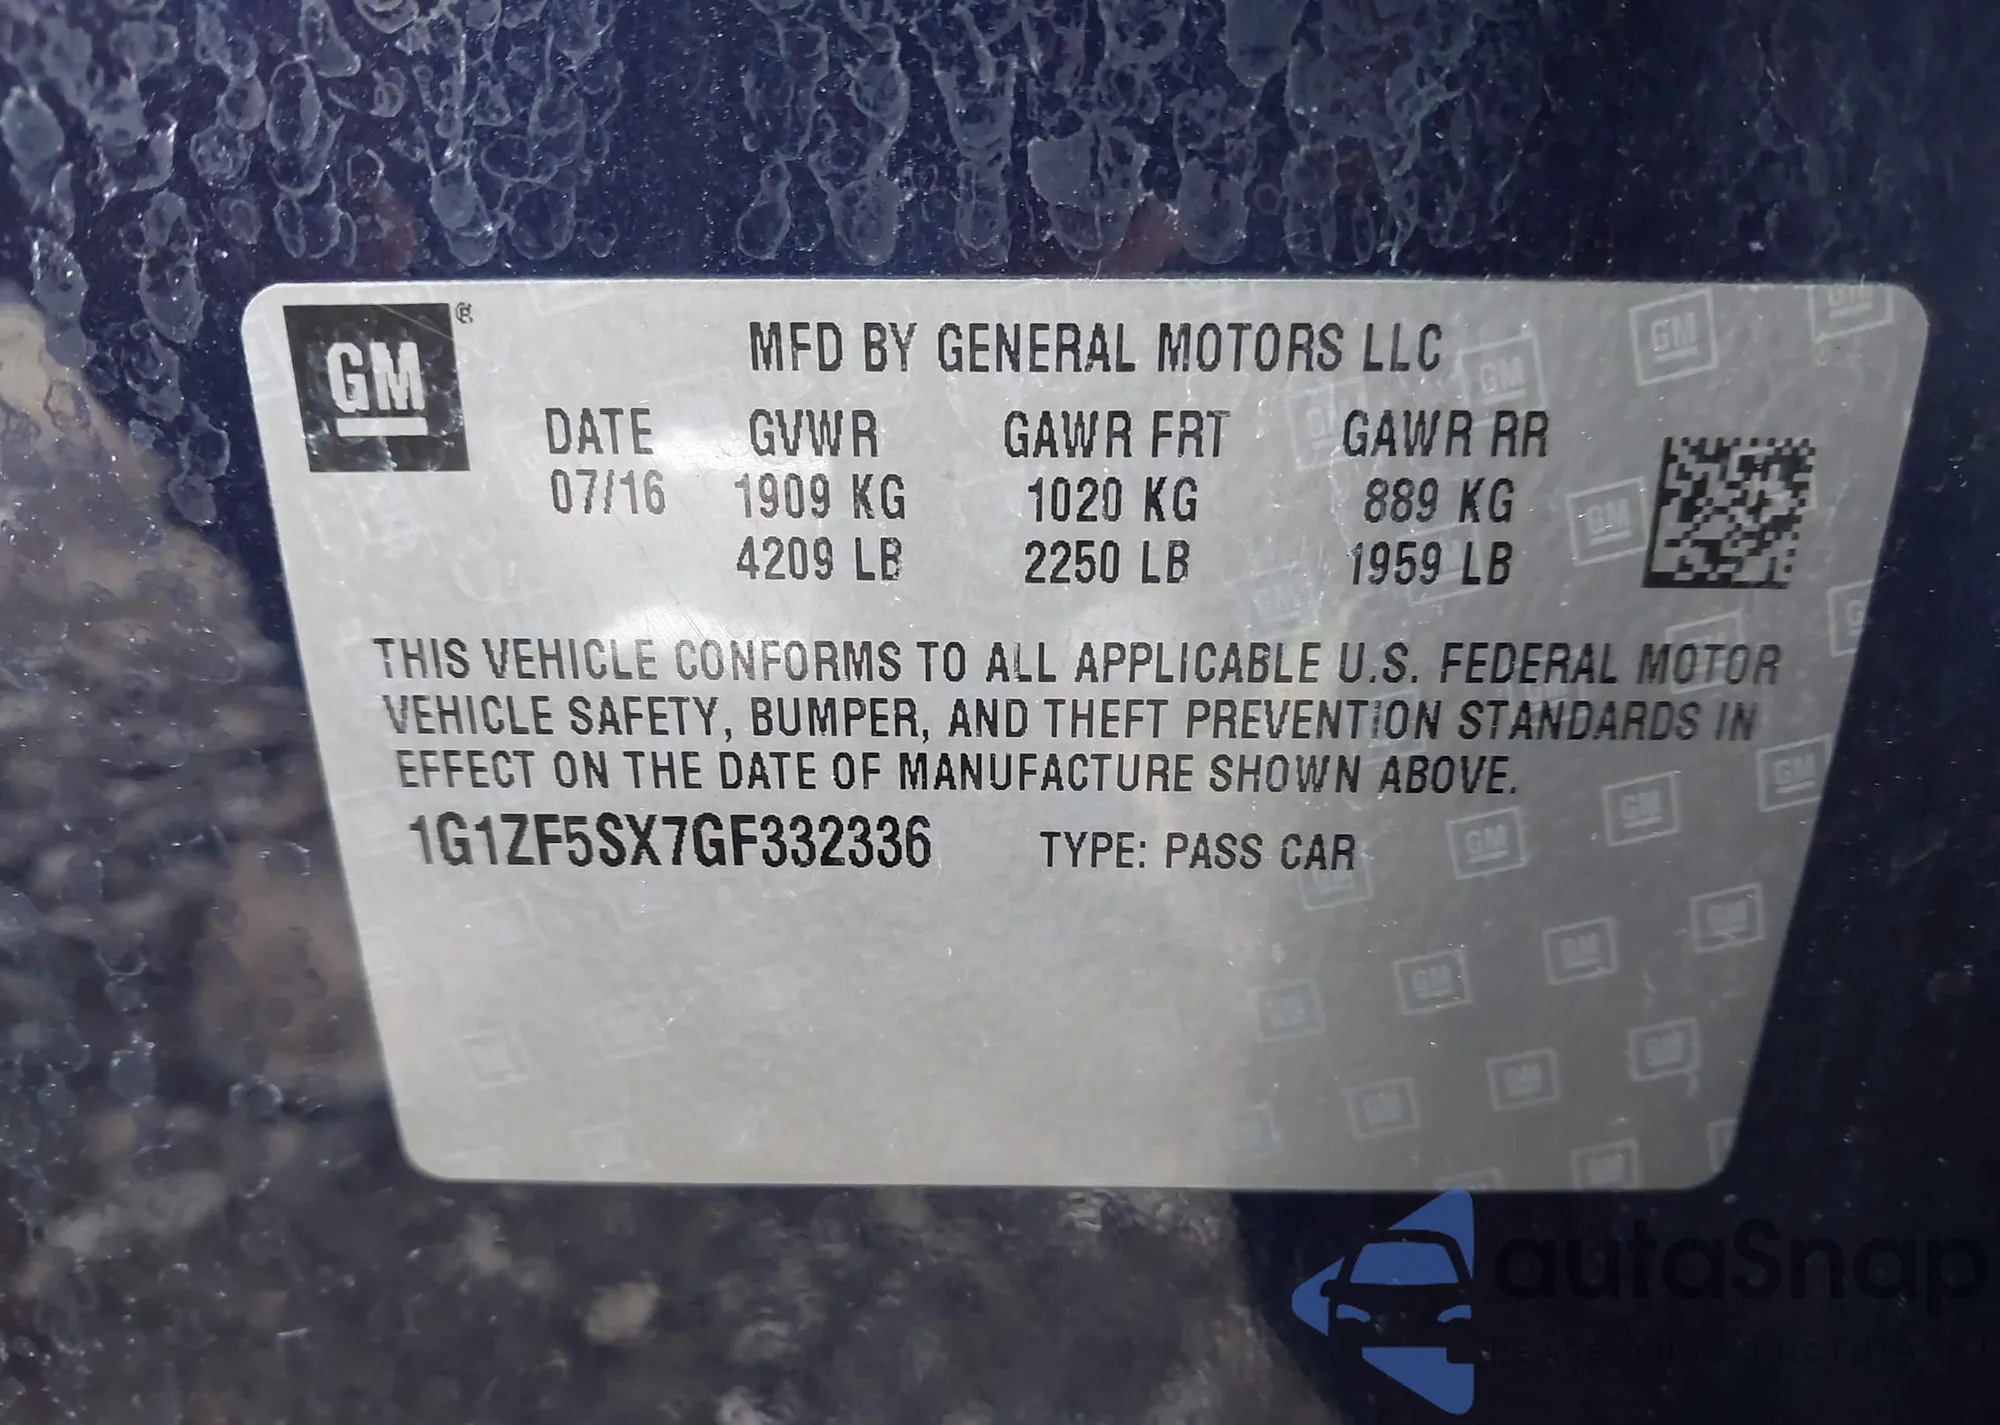 GM
MFD BY GENERAL MOTORS LLC
DATE GVWR GAWR FRT GAWR RR
07/16 1909 KG 1020 KG 889 KG
4209 LB 2250 LB 1959 LB
THIS VEHICLE CONFORMS TO ALL APPLICABLE U.S. FEDERAL MOTOR
VEHICLE SAFETY, BUMPER, AND THEFT PREVENTION STANDARDS IN
EFFECT ON THE DATE OF MANUFACTURE SHOWN ABOVE.
1G1ZF5SX7GF332336 TYPE: PASS CAR
autaSnap